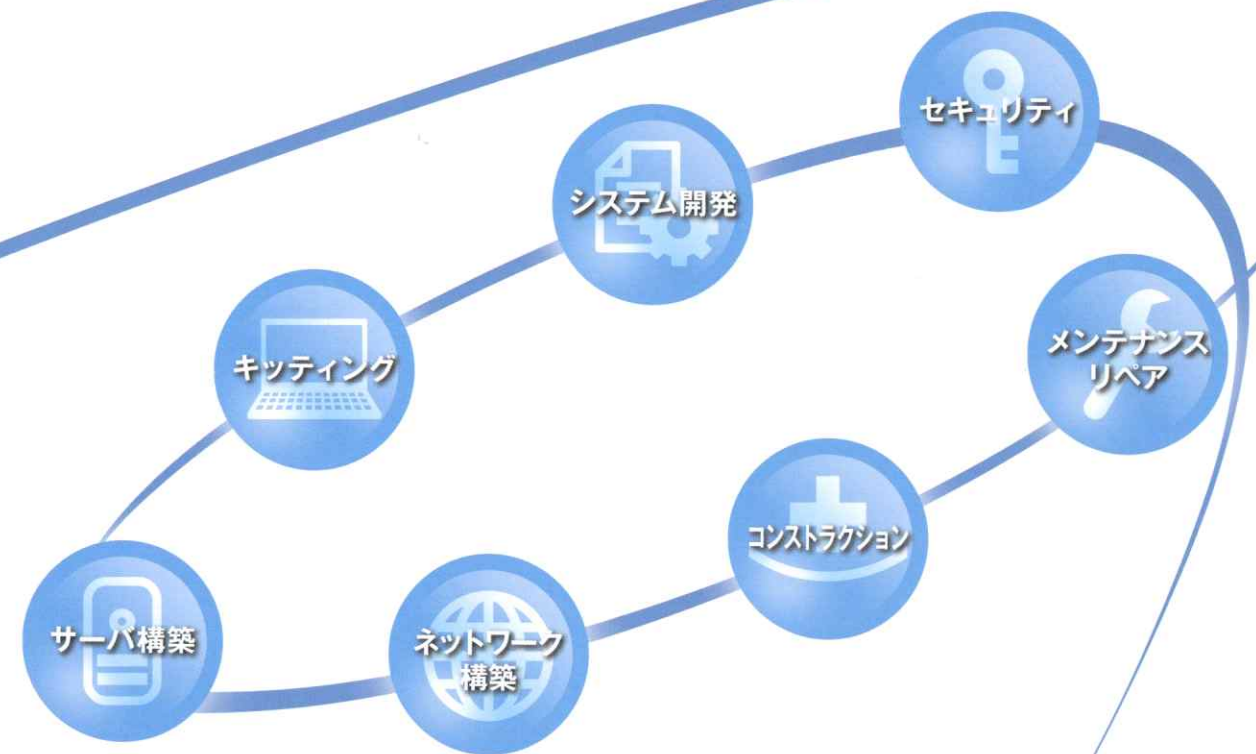 セキュリティ
システム開発
メンテナンス
リペア
キッティング
コンストラクション
サーバ構築
ネットワーク
構築